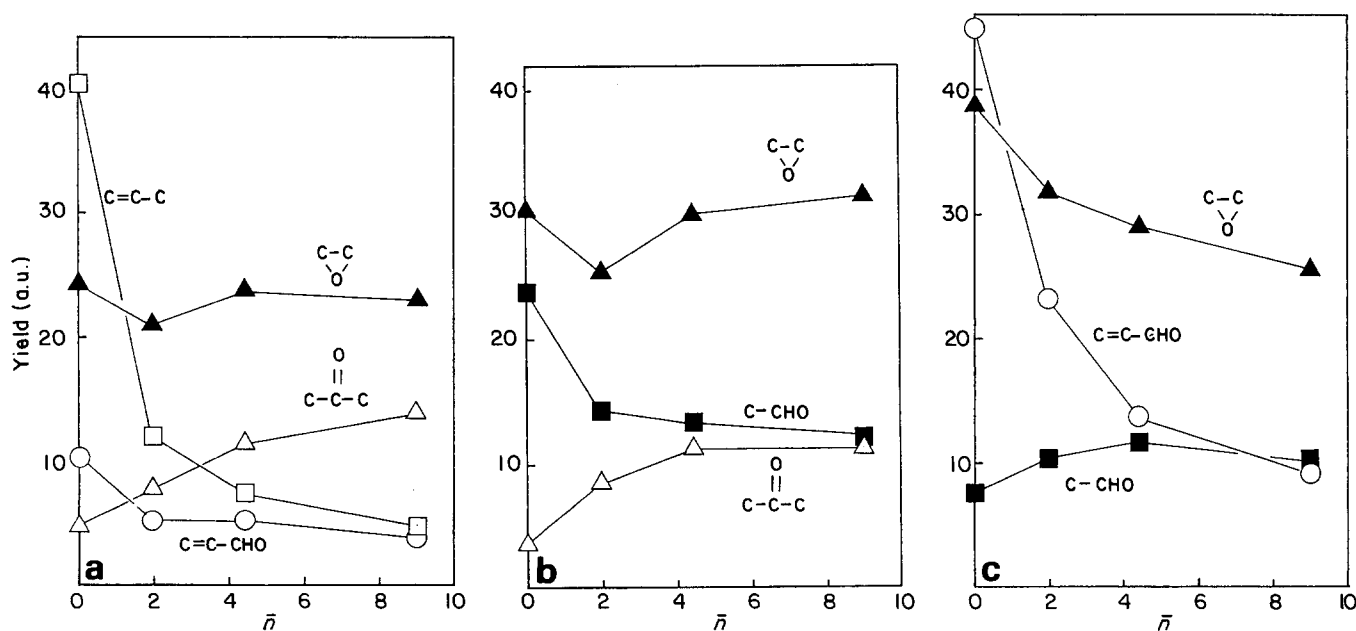 Yield (a.u.)
40
30
20
10
C=C-C
C-C
O
O
C-C-C
C=C-CHO
a
0
2
4
6
8
10
n̄
40
30
20
10
C-C
O
C-CHO
O
C-C-C
b
0
2
4
6
8
10
n̄
40
30
20
10
C-C
O
C=C-CHO
C-CHO
c
0
2
4
6
8
10
n̄